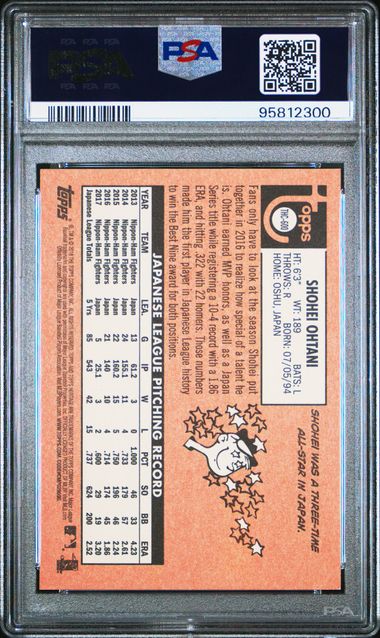 PSA
95812300
PSA
topps
THC-600
SHOHEI OHTANI
HT: 6'3" WT: 189 BATS: L
THROWS: R BORN: 07/05/94
HOME: OSHU, JAPAN
SHOHEI WAS A THREE-TIME
ALL-STAR IN JAPAN.
Fans only have to look at the season Shohei put
together in 2016 to realize how special of a talent he
is. Ohtani earned MVP honors, as well as a Japan
Series title while registering a 10-4 record with a 1.86
ERA, and hitting .322 with 22 homers. Those numbers
made him the first player in Japanese League history
to win the Best Nine award for both positions.
JAPANESE LEAGUE PITCHING RECORD
YEAR TEAM LEA. G IP W L PCT SO BB ERA
2013 Nippon-Ham Fighters Japan 13 61.2 3 0 1.000 46 33 4.23
2014 Nippon-Ham Fighters Japan 24 155.1 11 4 .733 179 57 2.61
2015 Nippon-Ham Fighters Japan 22 160.2 15 5 .750 196 46 2.24
2016 Nippon-Ham Fighters Japan 21 140 10 4 .714 174 45 1.86
2017 Nippon-Ham Fighters Japan 5 25.1 3 2 .600 29 19 3.20
Japanese League Totals 5 Yrs 85 543 42 15 .737 624 200 2.52
topps
PSA